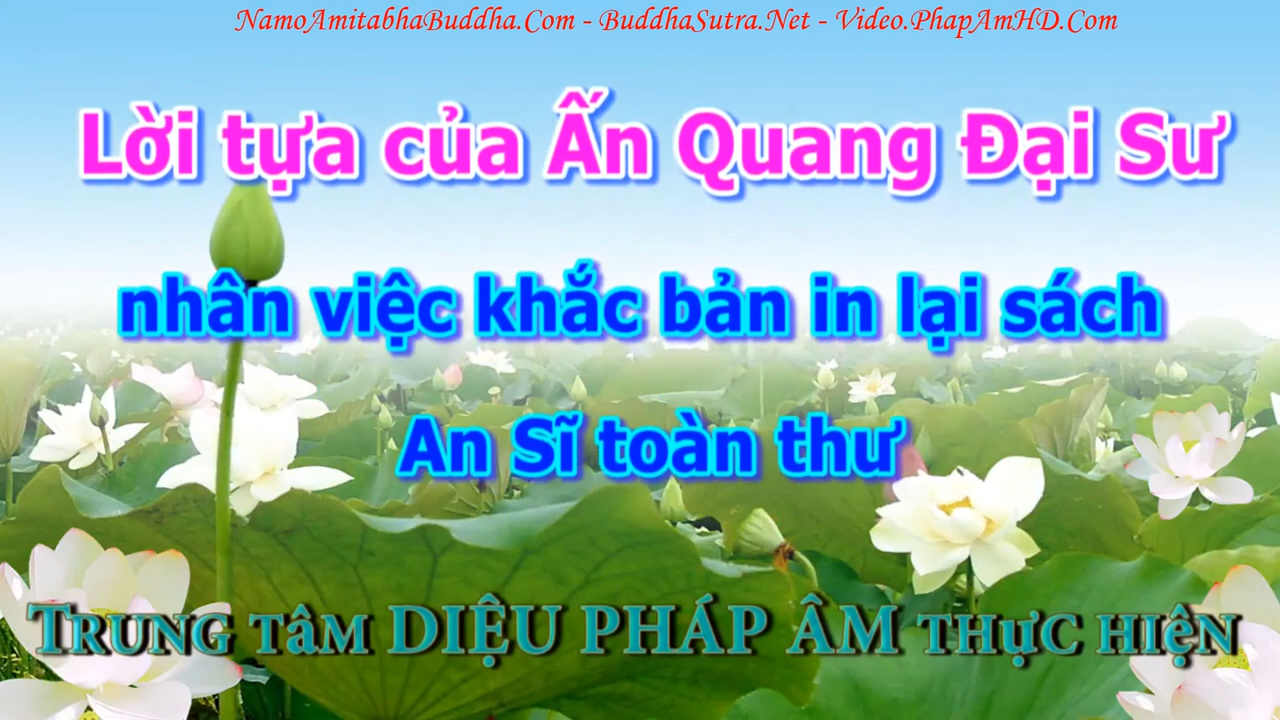 NamoAmitabhaBuddha.Com - BuddhaSutra.Net - Video.PhapAmHD.Com
Lời tựa của Ấn Quang Đại Sư
nhân việc khắc bản in lại sách
An Sĩ toàn thư
TRUNG TâM DIỆU PHÁP ÂM THựC HIệN